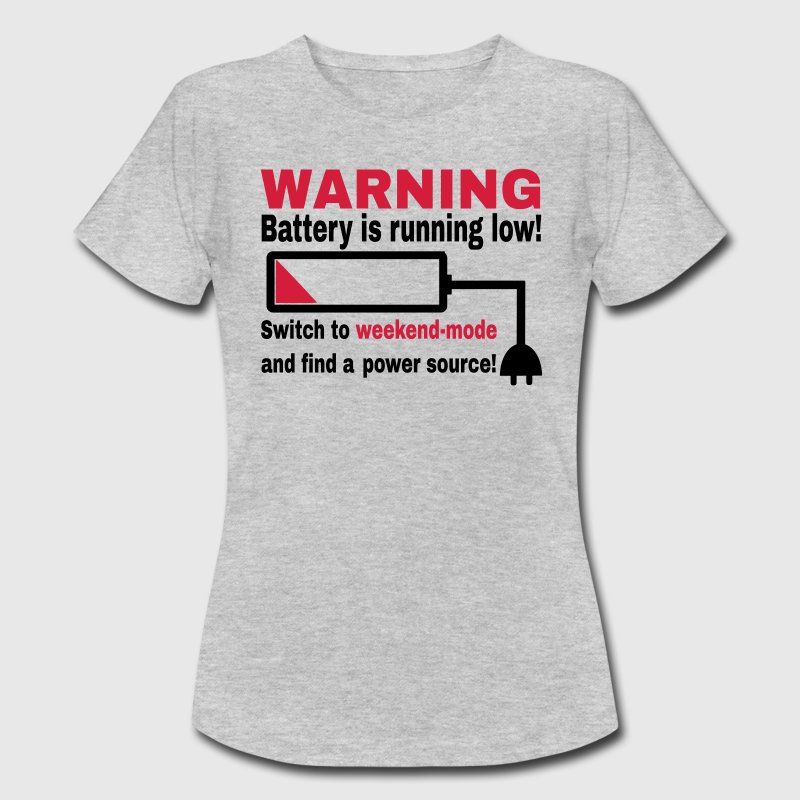 WARNING
Battery is running low!
Switch to weekend-mode
and find a power source!